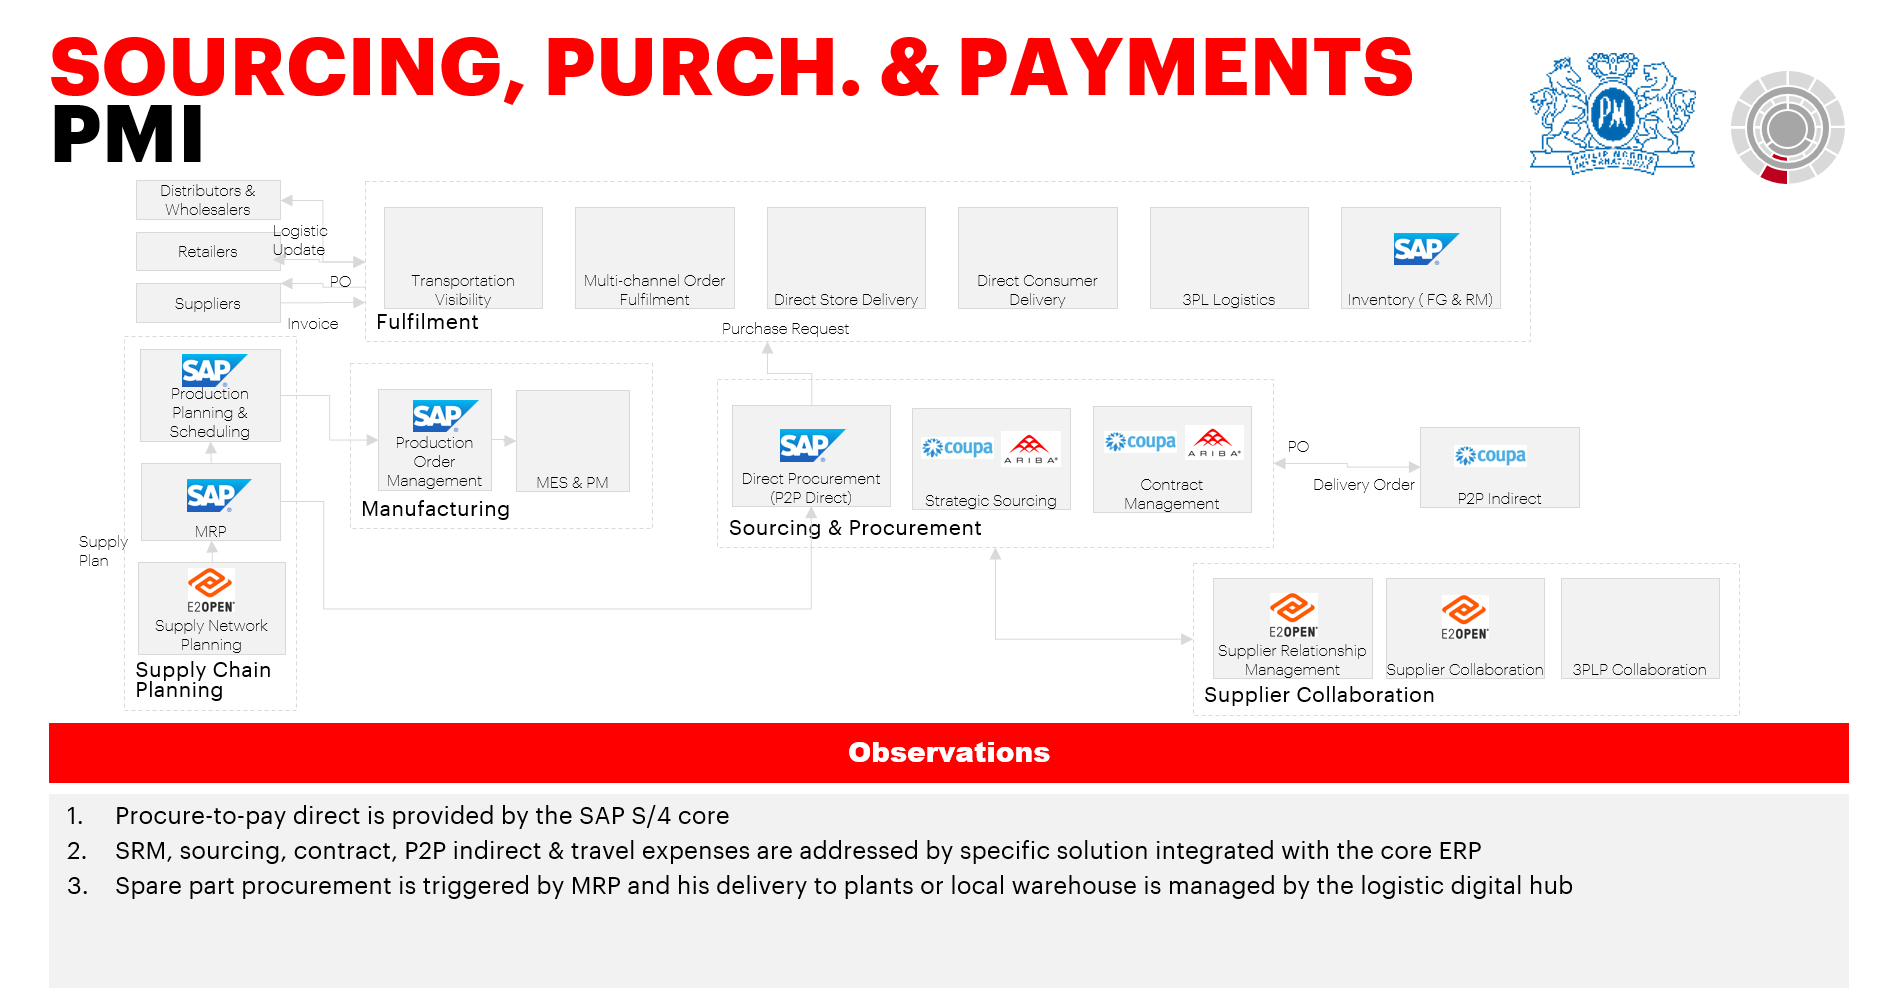 SOURCING, PURCH. & PAYMENTS
PMI
PM
PHILIP MORRIS
INTERNATIONAL
Distributors &
Wholesalers
Logistic
Update
Retailers
PO
Suppliers
Invoice
Transportation
Visibility
Multi-channel Order
Fulfilment
Direct Store Delivery
Direct Consumer
Delivery
3PL Logistics
SAP
Inventory ( FG & RM)
Fulfilment
Purchase Request
SAP
Production
Planning &
Scheduling
SAP
MRP
Supply
Plan
E2OPEN
Supply Network
Planning
Supply Chain
Planning
SAP
Production
Order
Management
MES & PM
Manufacturing
SAP
Direct Procurement
(P2P Direct)
coupa
ARIBA
Strategic Sourcing
coupa
ARIBA
Contract
Management
Sourcing & Procurement
PO
Delivery Order
coupa
P2P Indirect
E2OPEN
Supplier Relationship
Management
E2OPEN
Supplier Collaboration
3PLP Collaboration
Supplier Collaboration
Observations
1. Procure-to-pay direct is provided by the SAP S/4 core
2. SRM, sourcing, contract, P2P indirect & travel expenses are addressed by specific solution integrated with the core ERP
3. Spare part procurement is triggered by MRP and his delivery to plants or local warehouse is managed by the logistic digital hub